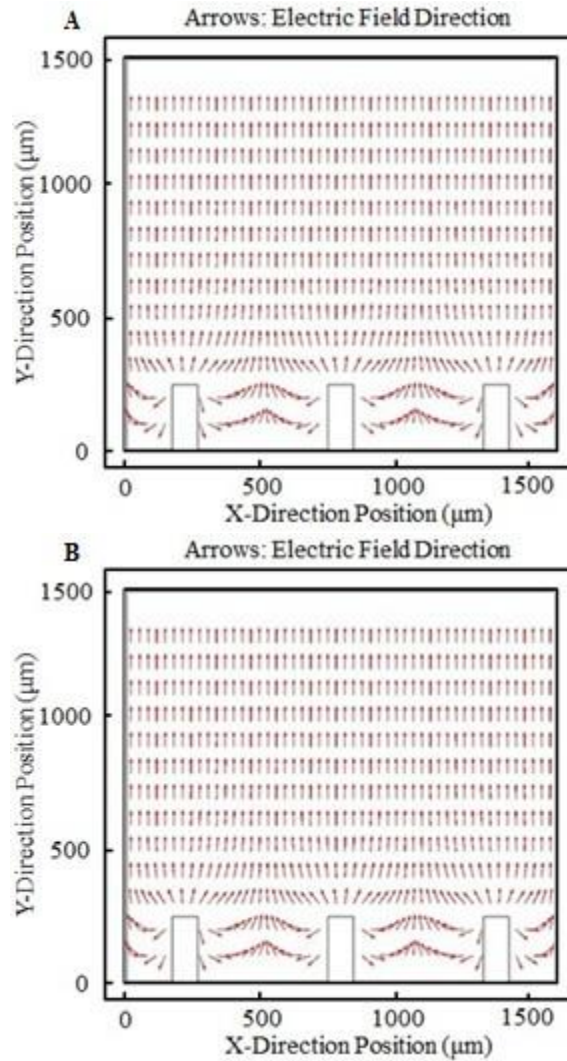 A
Arrows: Electric Field Direction
1500
1000
500
0
Y-Direction Position (μm)
0 500 1000 1500
X-Direction Position (μm)
B
Arrows: Electric Field Direction
1500
1000
500
0
Y-Direction Position (μm)
0 500 1000 1500
X-Direction Position (μm)